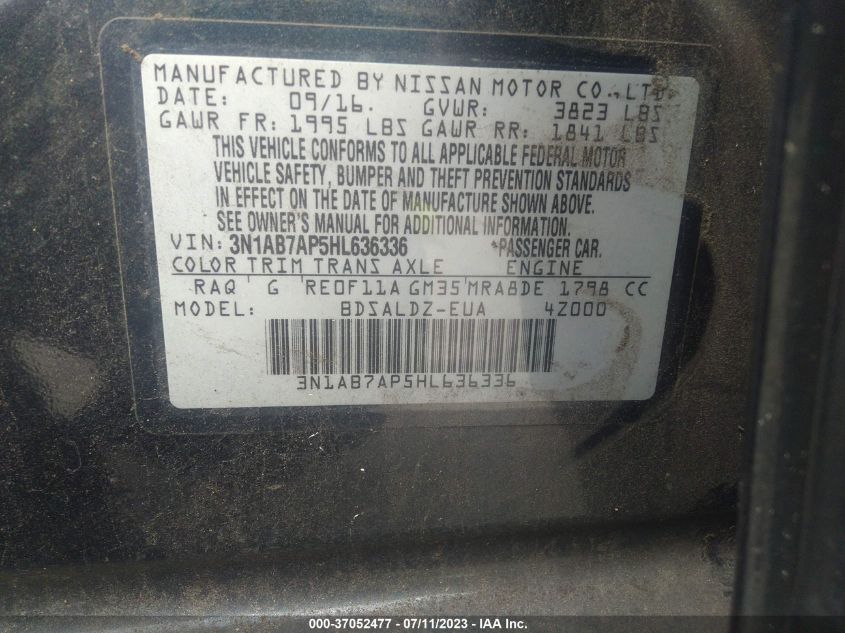 MANUFACTURED BY NISSAN MOTOR CO., LTD.
DATE: 09/16. GVWR: 3823 LBS
GAWR FR: 1995 LBS GAWR RR: 1841 LBS
THIS VEHICLE CONFORMS TO ALL APPLICABLE FEDERAL MOTOR
VEHICLE SAFETY, BUMPER AND THEFT PREVENTION STANDARDS
IN EFFECT ON THE DATE OF MANUFACTURE SHOWN ABOVE.
SEE OWNER'S MANUAL FOR ADDITIONAL INFORMATION.
VIN: 3N1AB7AP5HL636336 *PASSENGER CAR.
COLOR TRIM TRANS AXLE ENGINE
RAQ G RE0F11A GM35 MRA8DE 1798 CC
MODEL: BDSALDZ-EUA 4Z000
3N1AB7AP5HL636336
000-37052477 - 07/11/2023 - IAA Inc.